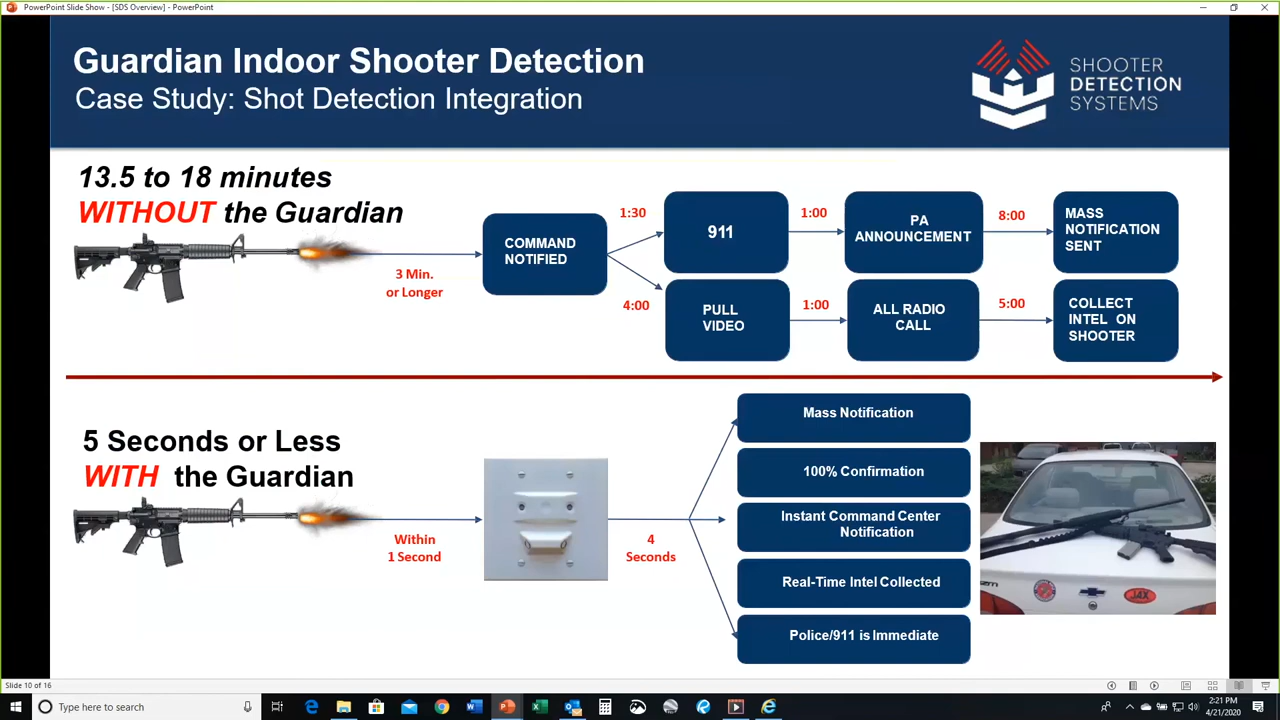 PowerPoint Slide Show - [SDS Overview] - PowerPoint
Guardian Indoor Shooter Detection
Case Study: Shot Detection Integration
SHOOTER
DETECTION
SYSTEMS
13.5 to 18 minutes
WITHOUT the Guardian
3 Min.
or Longer
COMMAND
NOTIFIED
1:30
911
1:00
PA
ANNOUNCEMENT
8:00
MASS
NOTIFICATION
SENT
4:00
PULL
VIDEO
1:00
ALL RADIO
CALL
5:00
COLLECT
INTEL ON
SHOOTER
5 Seconds or Less
WITH the Guardian
Within
1 Second
4
Seconds
Mass Notification
100% Confirmation
Instant Command Center
Notification
Real-Time Intel Collected
Police/911 is Immediate
JAX
Slide 10 of 16
Type here to search
2:21 PM
4/21/2020